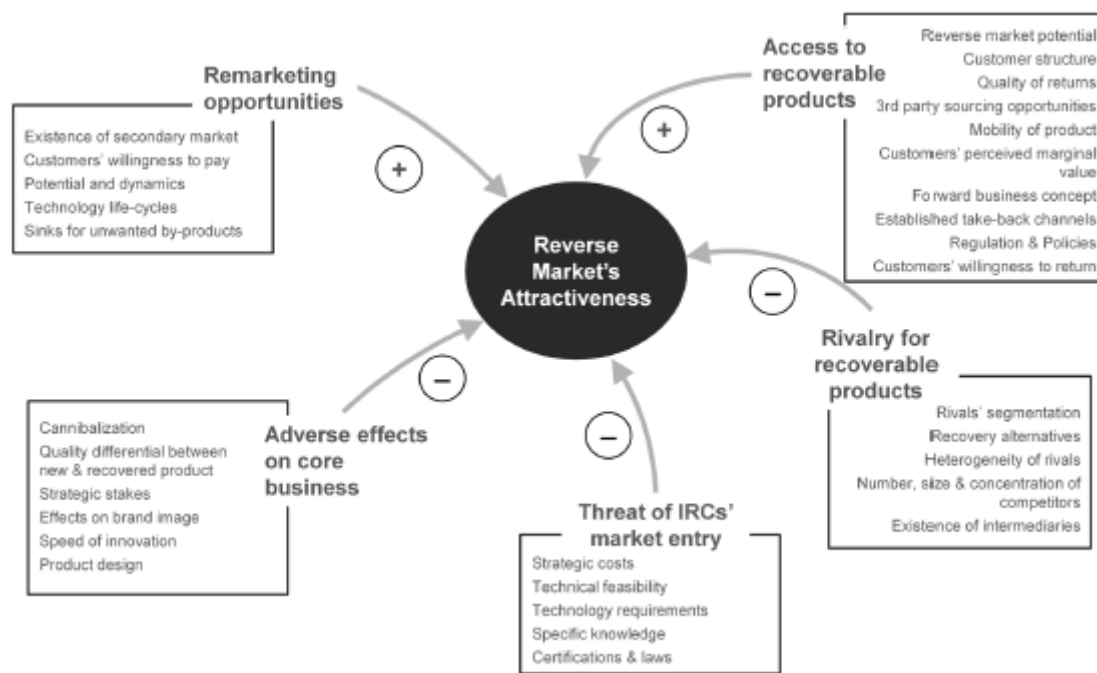 Remarketing
opportunities
Existence of secondary market
Customers' willingness to pay
Potential and dynamics
Technology life-cycles
Sinks for unwanted by-products
+
Access to
recoverable
products
Reverse market potential
Customer structure
Quality of returns
3rd party sourcing opportunities
Mobility of product
Customers' perceived marginal
value
Forward business concept
Established take-back channels
Regulation & Policies
Customers' willingness to return
+
Reverse
Market's
Attractiveness
−
Rivalry for
recoverable
products
Rivals' segmentation
Recovery alternatives
Heterogeneity of rivals
Number, size & concentration of
competitors
Existence of intermediaries
−
Adverse effects
on core
business
Cannibalization
Quality differential between
new & recovered product
Strategic stakes
Effects on brand image
Speed of innovation
Product design
−
Threat of IRCs'
market entry
Strategic costs
Technical feasibility
Technology requirements
Specific knowledge
Certifications & laws